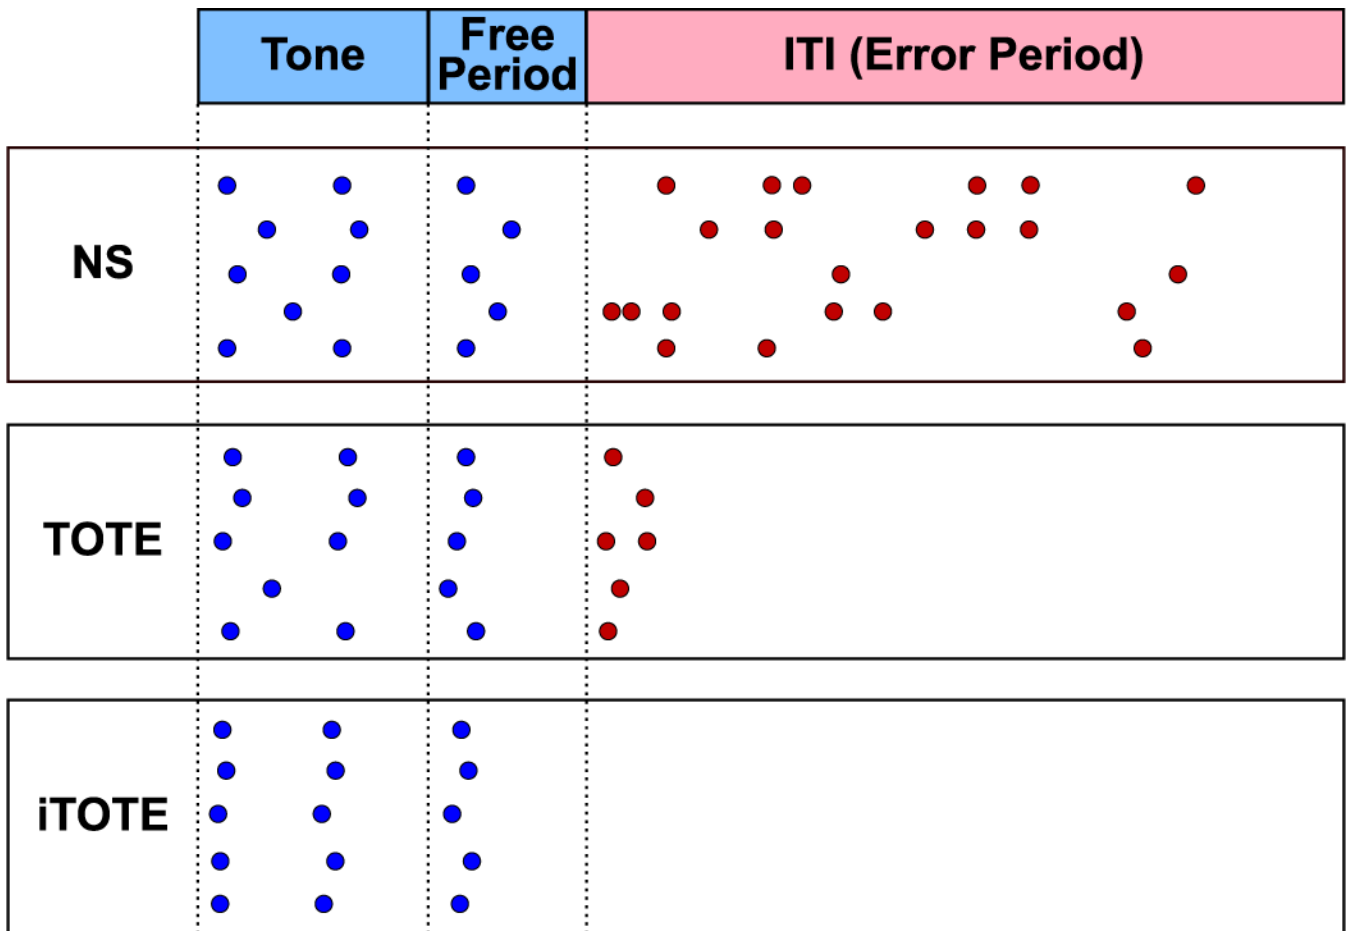 Tone
Free
Period
ITI (Error Period)
NS
TOTE
iTOTE